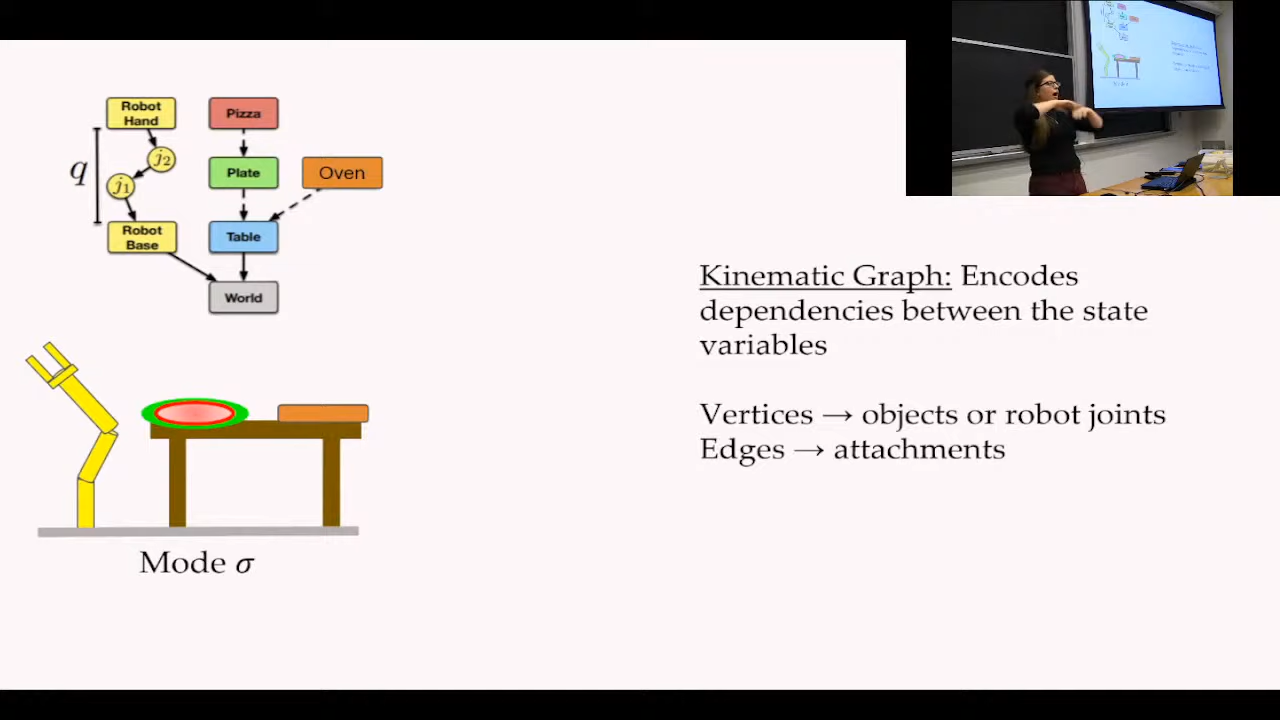 Robot
Hand
Pizza
j₂
q
Plate
Oven
j₁
Robot
Base
Table
World
Kinematic Graph: Encodes
dependencies between the state
variables
Vertices → objects or robot joints
Edges → attachments
Mode σ